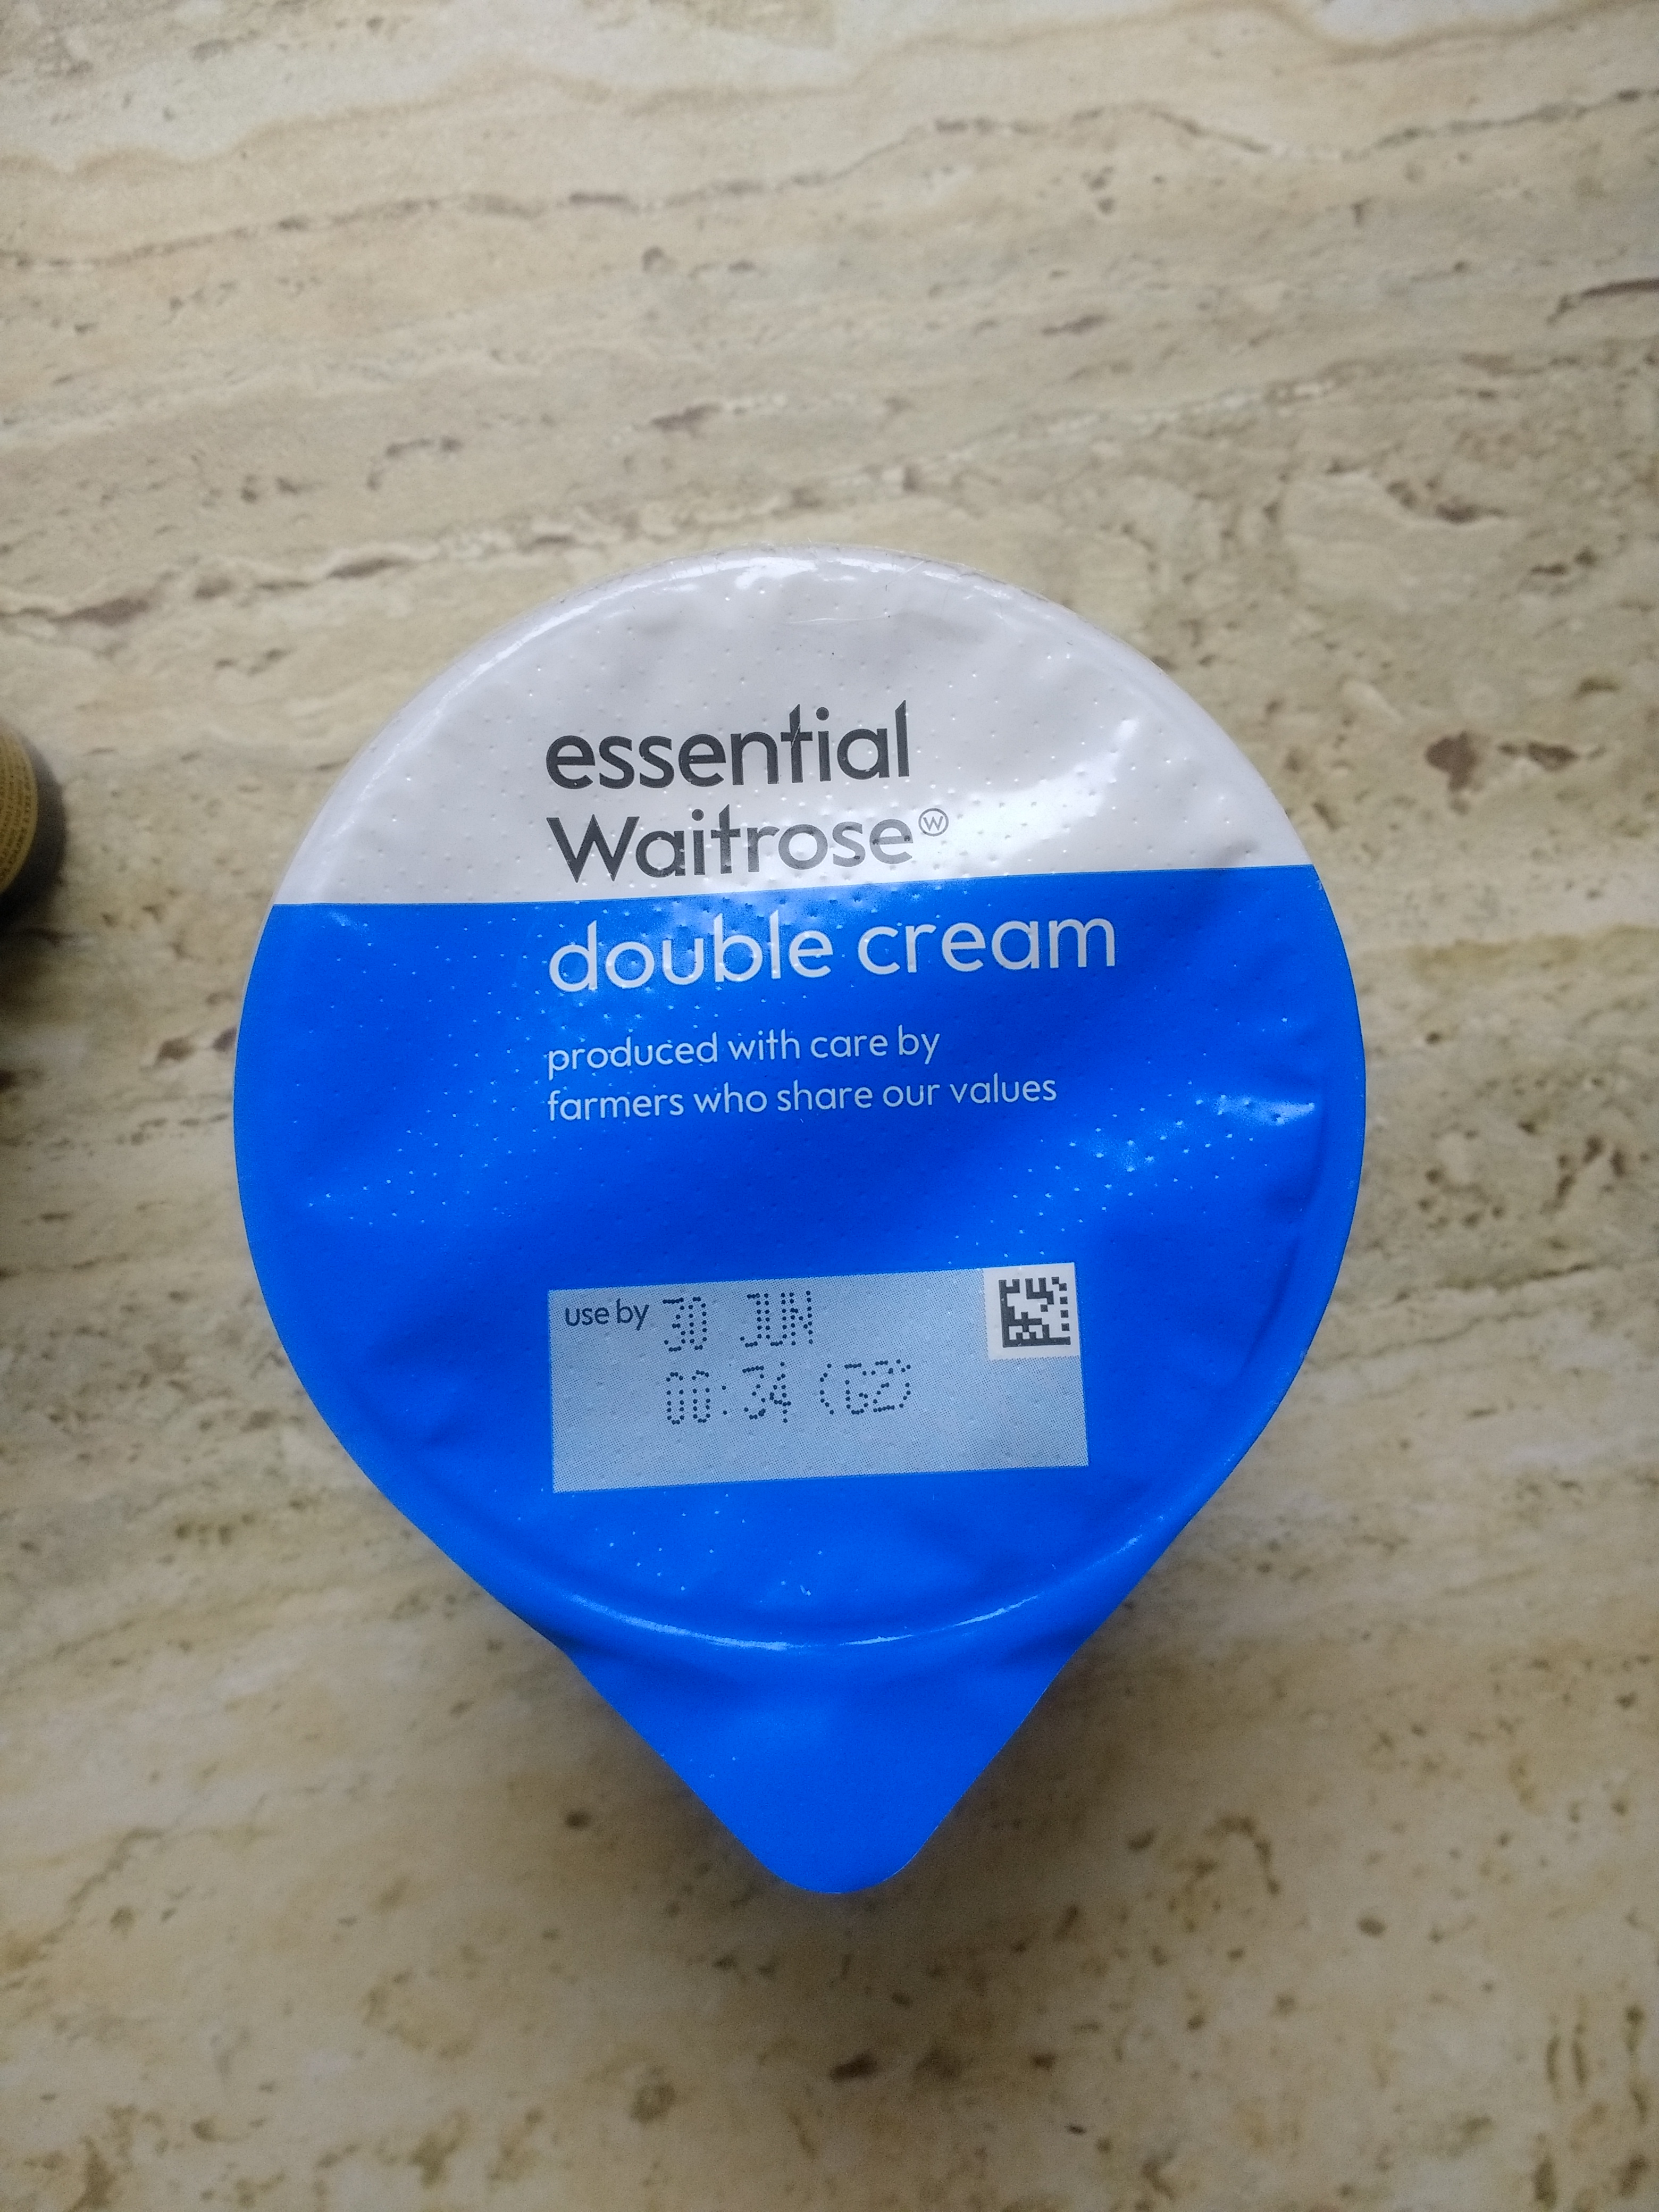 essential
Waitrose
double cream
produced with care by
farmers who share our values
use by 30 JUN
00:34 (GZ)